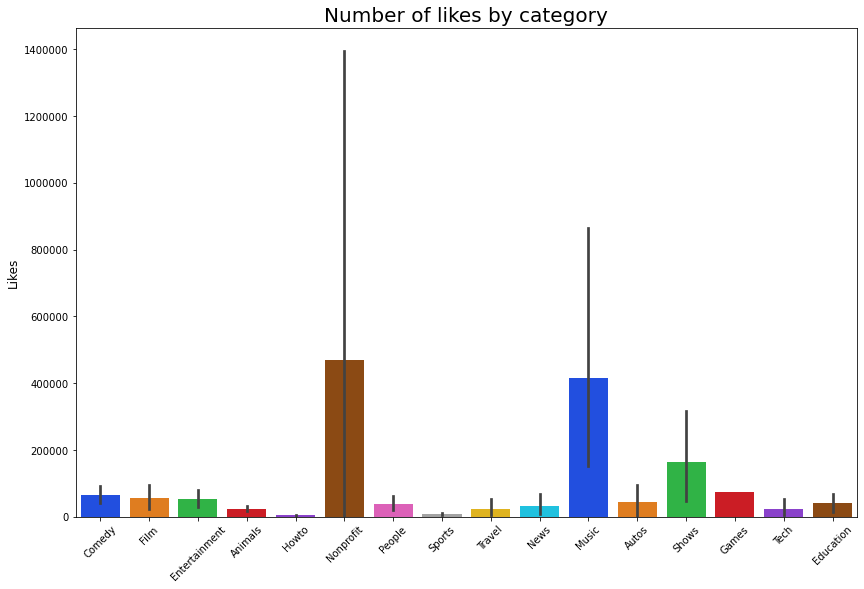 Number of likes by category
1400000
1200000
1000000
800000
600000
400000
200000
0
Likes
Comedy
Film
Entertainment
Animals
Howto
Nonprofit
People
Sports
Travel
News
Music
Autos
Shows
Games
Tech
Education